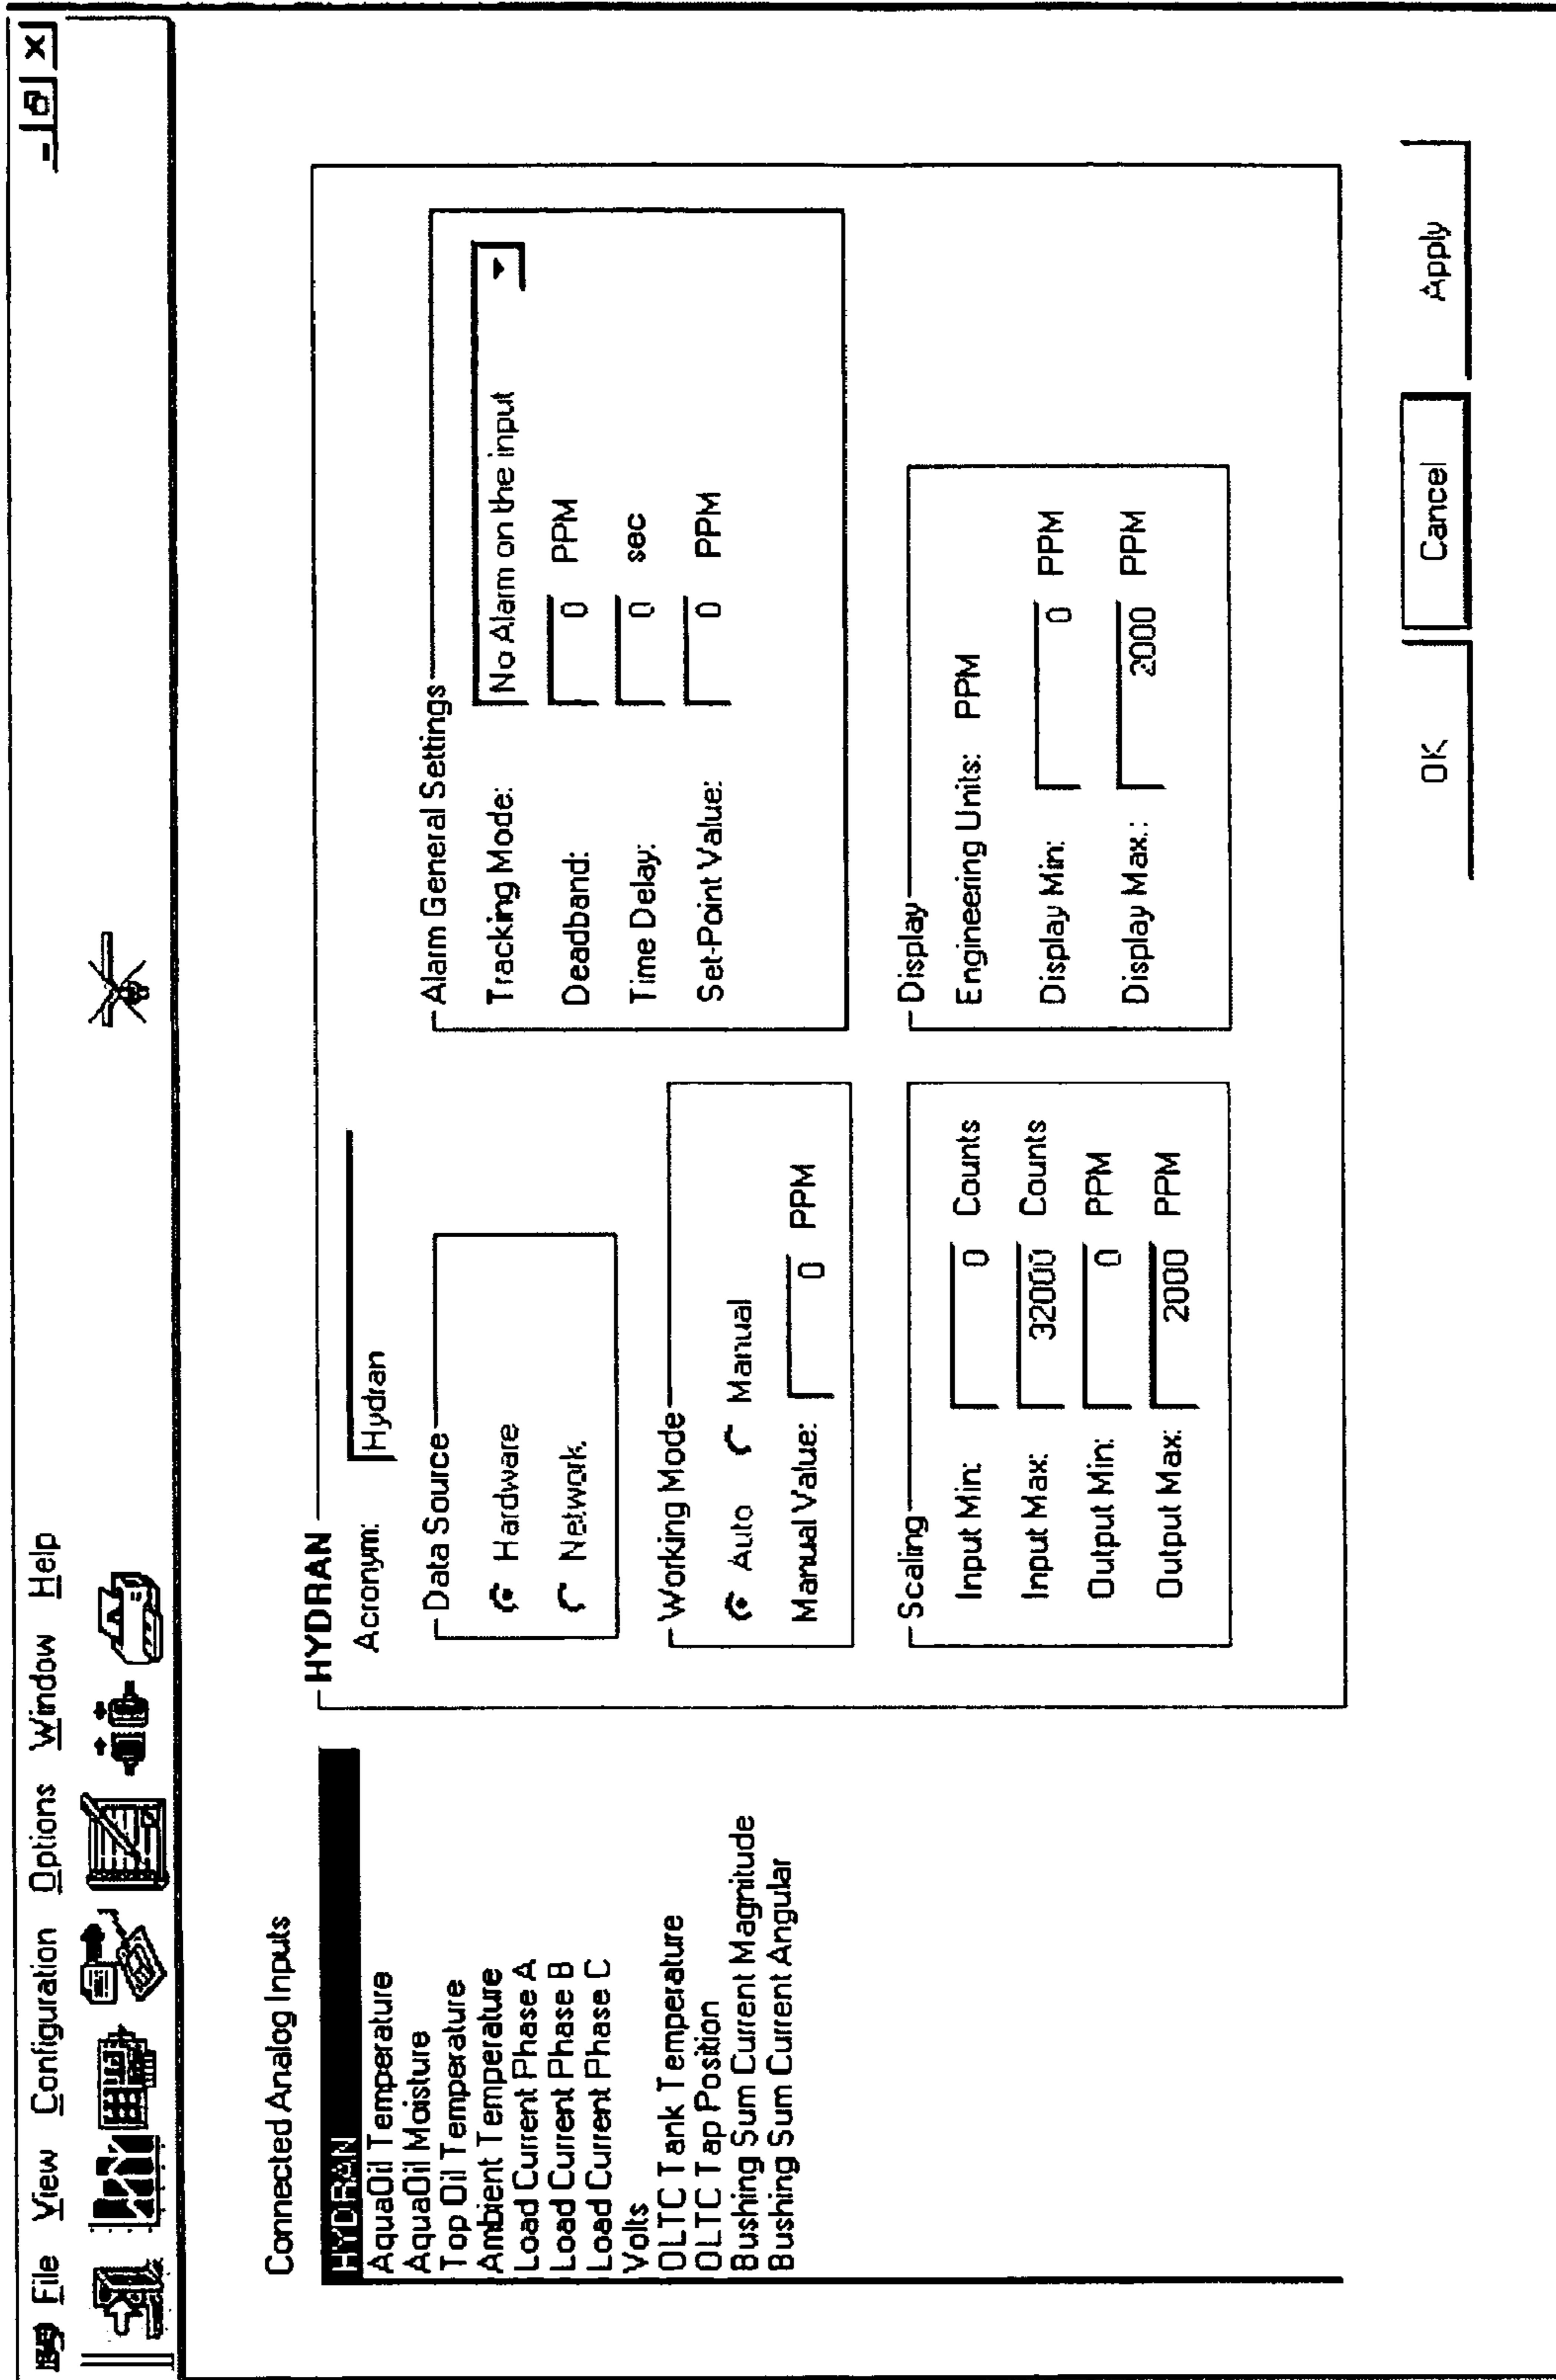 File View Configuration Options Window Help
Connected Analog Inputs
HYDRAN
AquaOil Temperature
AquaOil Moisture
Top Oil Temperature
Ambient Temperature
Load Current Phase A
Load Current Phase B
Load Current Phase C
Volts
OLTC Tank Temperature
OLTC Tap Position
Bushing Sum Current Magnitude
Bushing Sum Current Angular
HYDRAN
Acronym: Hydran
Data Source
Hardware
Network
Working Mode
Auto Manual
Manual Value: 0 PPM
Scaling
Input Min: 0 Counts
Input Max: 32000 Counts
Output Min: 0 PPM
Output Max: 2000 PPM
Alarm General Settings
Tracking Mode: No Alarm on the input
Deadband: 0 PPM
Time Delay: 0 sec
Set-Point Value: 0 PPM
Display
Engineering Units: PPM
Display Min: 0 PPM
Display Max.: 2000 PPM
OK Cancel Apply